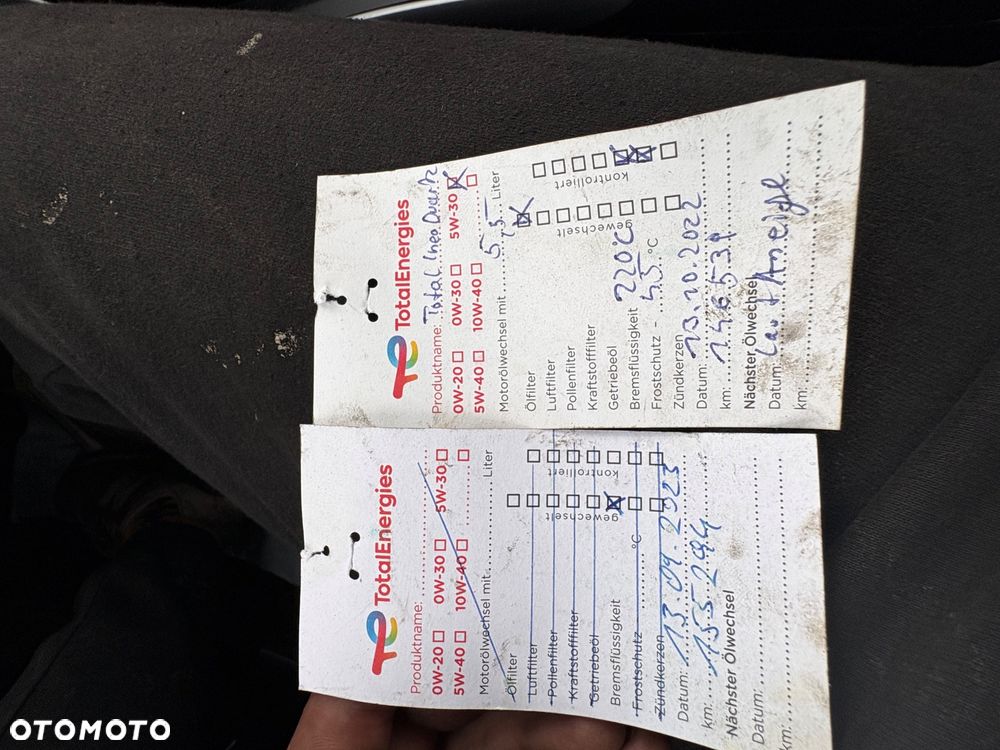 TotalEnergies
Produktname: Total Ineo Quartz
0W-20 0W-30 5W-30
5W-40 10W-40
Motorölwechsel mit 5,5 Liter
gewechselt kontrolliert
Ölfilter
Luftfilter
Pollenfilter
Kraftstofffilter
Getriebeöl
Bremsflüssigkeit 220°C
Frostschutz - 45 °C
Zündkerzen
Datum: 13.10.2022
km: 146539
Nächster Ölwechsel
Datum: Laut Anzeige
km:
TotalEnergies
Produktname:
0W-20 0W-30 5W-30
5W-40 10W-40
Motorölwechsel mit Liter
gewechselt kontrolliert
Ölfilter
Luftfilter
Pollenfilter
Kraftstofffilter
Getriebeöl
Bremsflüssigkeit
Frostschutz °C
Zündkerzen
Datum: 13.09.2023
km: 155294
Nächster Ölwechsel
Datum:
km:
OTOMOTO